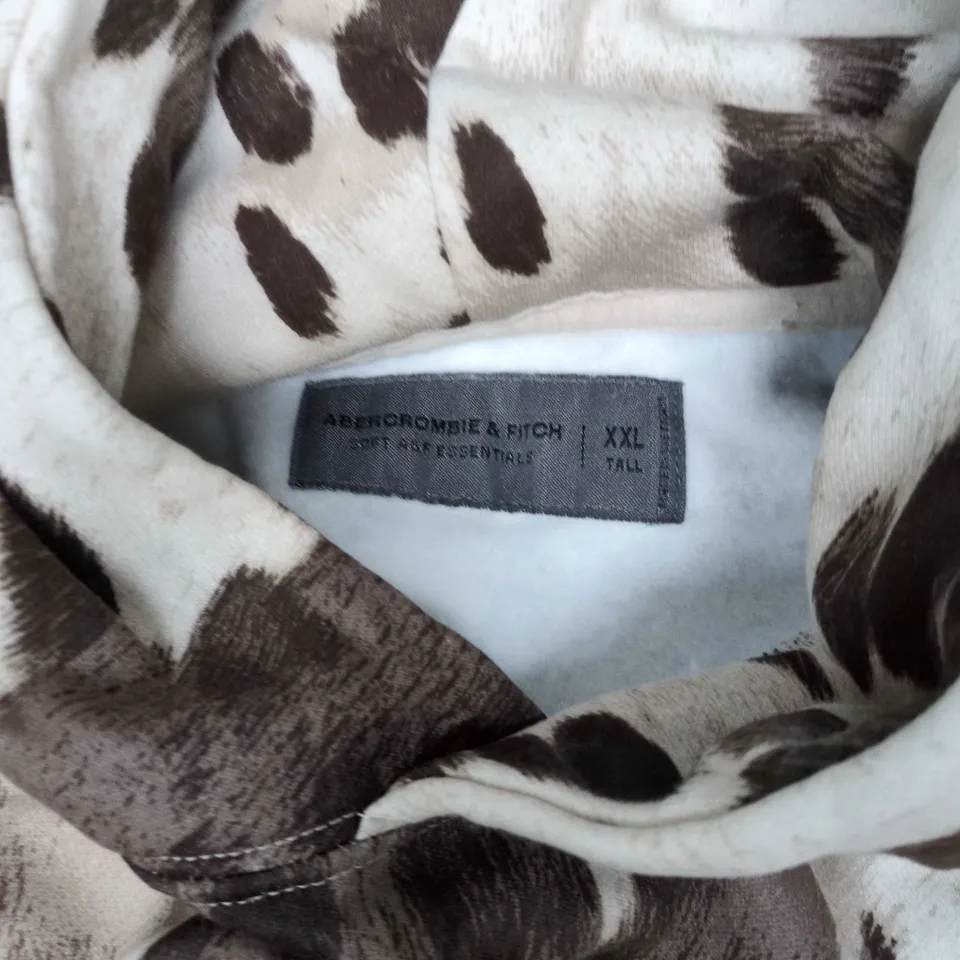 ABERCROMBIE & FITCH
SOFT A&F ESSENTIALS
XXL
TALL